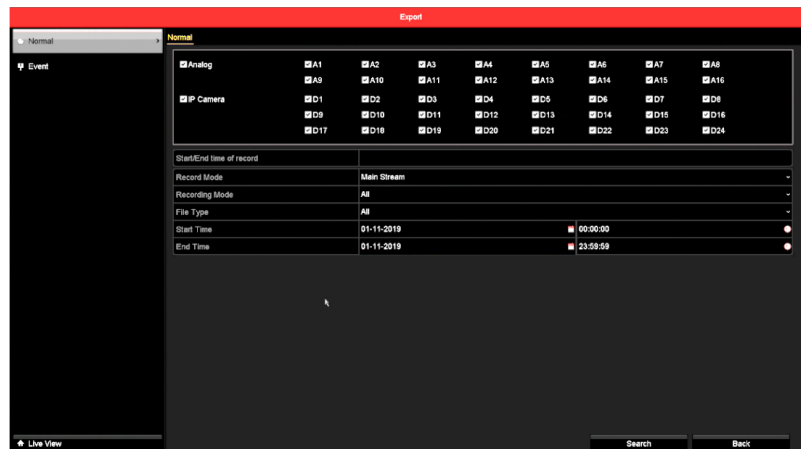 Export
Normal
Event
Normal
Analog A1 A2 A3 A4 A5 A6 A7 A8
A9 A10 A11 A12 A13 A14 A15 A16
IP Camera D1 D2 D3 D4 D5 D6 D7 D8
D9 D10 D11 D12 D13 D14 D15 D16
D17 D18 D19 D20 D21 D22 D23 D24
Start/End time of record
Record Mode Main Stream
Recording Mode All
File Type All
Start Time 01-11-2019 00:00:00
End Time 01-11-2019 23:59:59
Live View Search Back